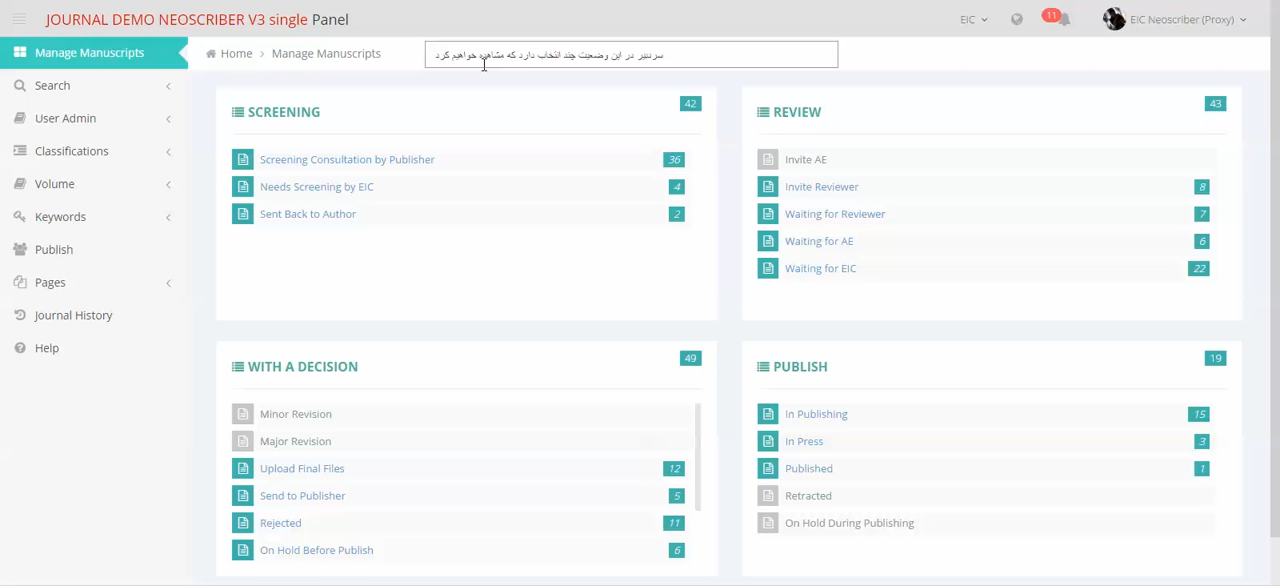 JOURNAL DEMO NEOSCRIBER V3 single Panel
EIC
11
EIC Neoscriber (Proxy)
Manage Manuscripts
Home > Manage Manuscripts
سردبیر در این وضعیت چند انتخاب دارد که مشاهده خواهیم کرد
Search
User Admin
Classifications
Volume
Keywords
Publish
Pages
Journal History
Help
SCREENING 42
Screening Consultation by Publisher 36
Needs Screening by EIC 4
Sent Back to Author 2
REVIEW 43
Invite AE
Invite Reviewer 8
Waiting for Reviewer 7
Waiting for AE 6
Waiting for EIC 22
WITH A DECISION 49
Minor Revision
Major Revision
Upload Final Files 12
Send to Publisher 5
Rejected 11
On Hold Before Publish 6
PUBLISH 19
In Publishing 15
In Press 3
Published 1
Retracted
On Hold During Publishing